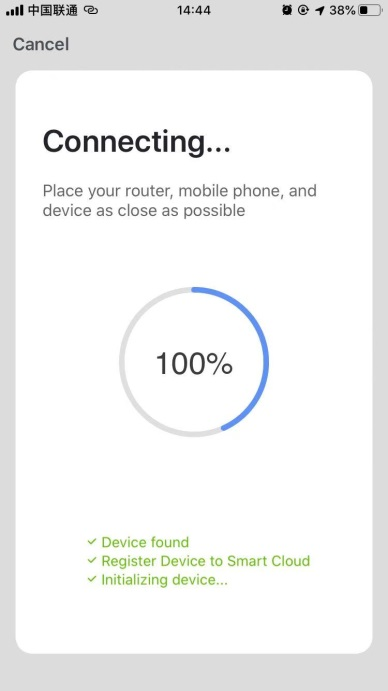 中国联通 14:44 38%
Cancel
Connecting...
Place your router, mobile phone, and
device as close as possible
100%
Device found
Register Device to Smart Cloud
Initializing device...